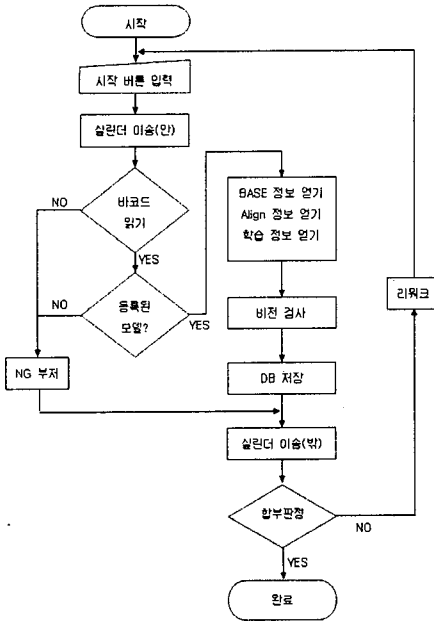 시작
시작 버튼 입력
실린더 이송(안)
NO
바코드
읽기
YES
NO
등록된
모델?
YES
NG 부저
BASE 정보 얻기
Align 정보 얻기
학습 정보 얻기
비전 검사
DB 저장
실린더 이송(밖)
합부판정
NO
YES
완료
리워크